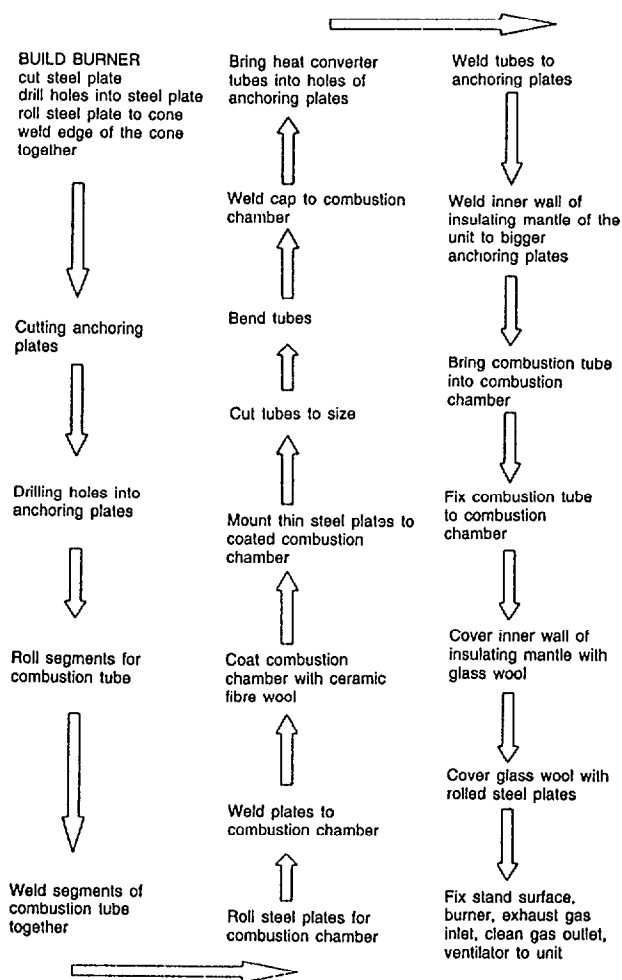 BUILD BURNER
cut steel plate
drill holes into steel plate
roll steel plate to cone
weld edge of the cone
together
Cutting anchoring
plates
Drilling holes into
anchoring plates
Roll segments for
combustion tube
Weld segments of
combustion tube
together
Roll steel plates for
combustion chamber
Weld plates to
combustion chamber
Coat combustion
chamber with ceramic
fibre wool
Mount thin steel plates to
coated combustion
chamber
Cut tubes to size
Bend tubes
Weld cap to combustion
chamber
Bring heat converter
tubes into holes of
anchoring plates
Weld tubes to
anchoring plates
Weld inner wall of
insulating mantle of the
unit to bigger
anchoring plates
Bring combustion tube
into combustion
chamber
Fix combustion tube
to combustion
chamber
Cover inner wall of
insulating mantle with
glass wool
Cover glass wool with
rolled steel plates
Fix stand surface,
burner, exhaust gas
inlet, clean gas outlet,
ventilator to unit